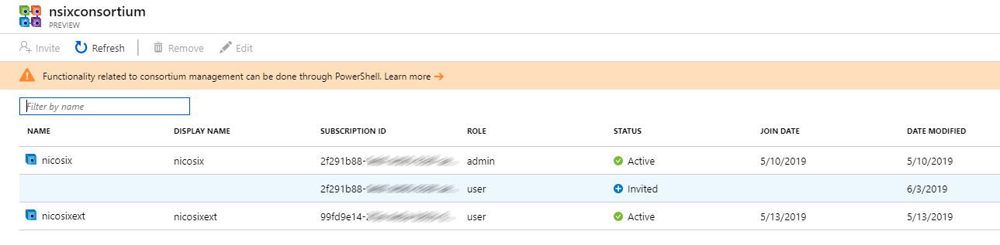 nsixconsortium
PREVIEW
Invite Refresh Remove Edit
Functionality related to consortium management can be done through PowerShell. Learn more →
Filter by name
NAME DISPLAY NAME SUBSCRIPTION ID ROLE STATUS JOIN DATE DATE MODIFIED
nicosix nicosix 2f291b88- admin Active 5/10/2019 5/10/2019
2f291b88- user Invited 6/3/2019
nicosixext nicosixext 99fd9e14- user Active 5/13/2019 5/13/2019